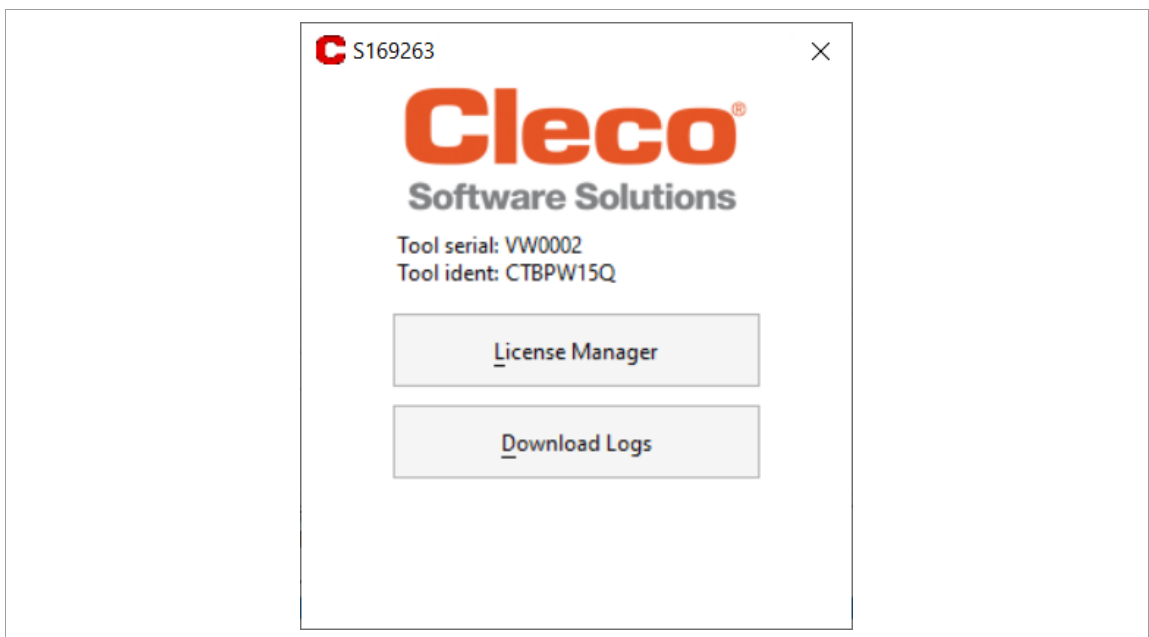 S169263
Cleco®
Software Solutions
Tool serial: VW0002
Tool ident: CTBPW15Q
License Manager
Download Logs